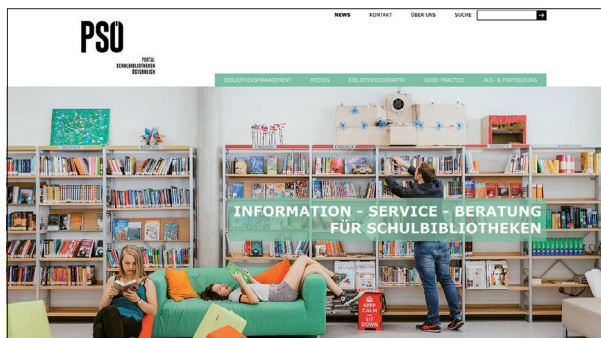 NEWS KONTAKT ÜBER UNS SUCHE
PSÖ
PORTAL
SCHULBIBLIOTHEKEN
ÖSTERREICH
BIBLIOTHEKSMANAGEMENT MEDIEN BIBLIOTHEKSDIDAKTIK GOOD PRACTICE AUS- & FORTBILDUNG
INFORMATION - SERVICE - BERATUNG
FÜR SCHULBIBLIOTHEKEN
KEEP
CALM
AND
SIT
DOWN